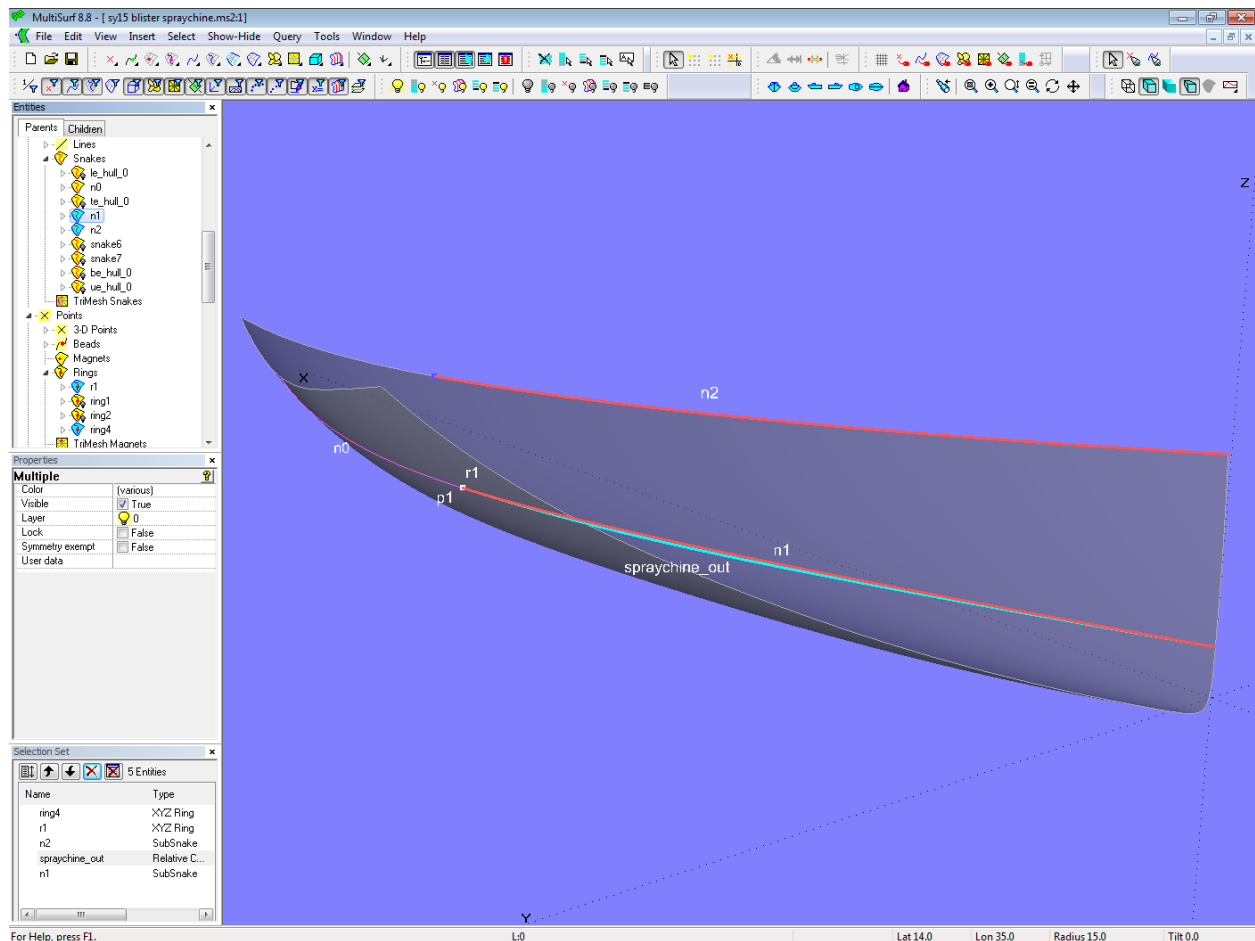 MultiSurf 8.8 - [ sy15 blister spraychine.ms2:1]
File Edit View Insert Select Show-Hide Query Tools Window Help
Entities
Parents Children
Lines
Snakes
le_hull_0
n0
te_hull_0
n1
n2
snake6
snake7
be_hull_0
ue_hull_0
TriMesh Snakes
Points
3-D Points
Beads
Magnets
Rings
r1
ring1
ring2
ring4
TriMesh Magnets
Properties
Multiple
Color (various)
Visible True
Layer 0
Lock False
Symmetry exempt False
User data
Selection Set
5 Entities
Name Type
ring4 XYZ Ring
r1 XYZ Ring
n2 SubSnake
spraychine_out Relative C...
n1 SubSnake
Z
X
n2
n0
r1
p1
n1
spraychine_out
Y
For Help, press F1. L:0 Lat 14.0 Lon 35.0 Radius 15.0 Tilt 0.0